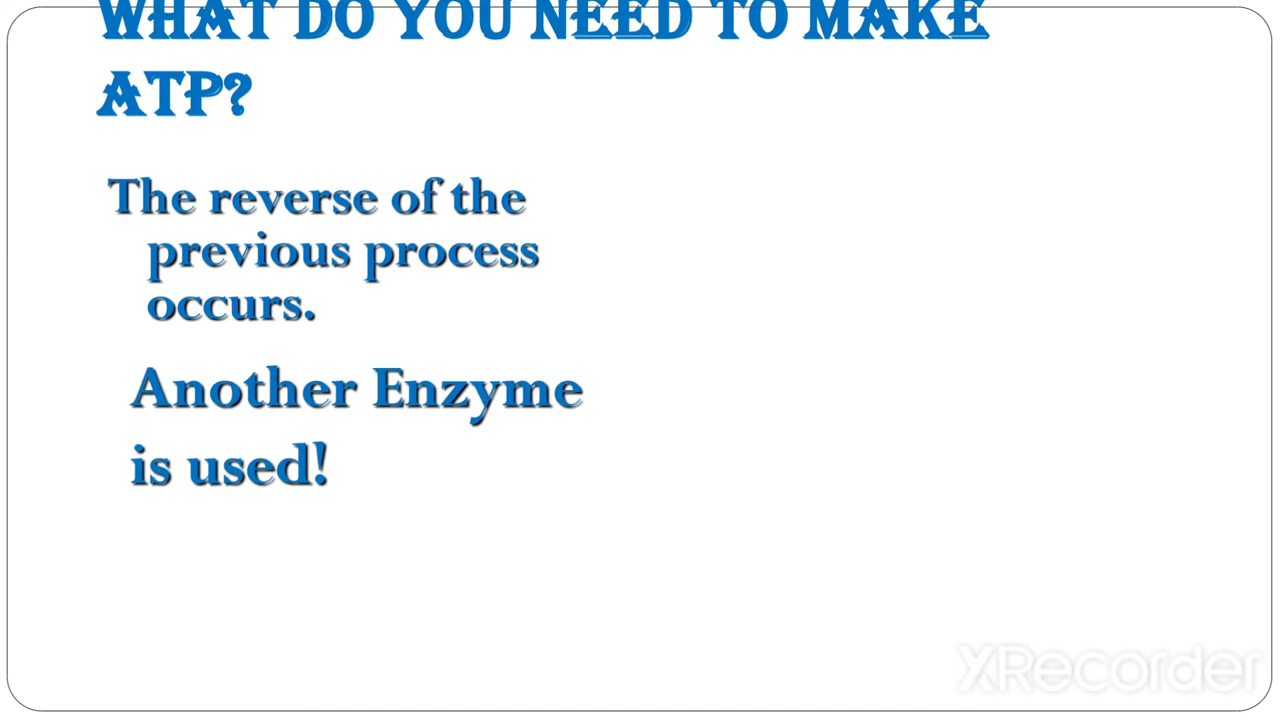 WHAT DO YOU NEED TO MAKE
ATP?
The reverse of the
previous process
occurs.
Another Enzyme
is used!
XRecorder